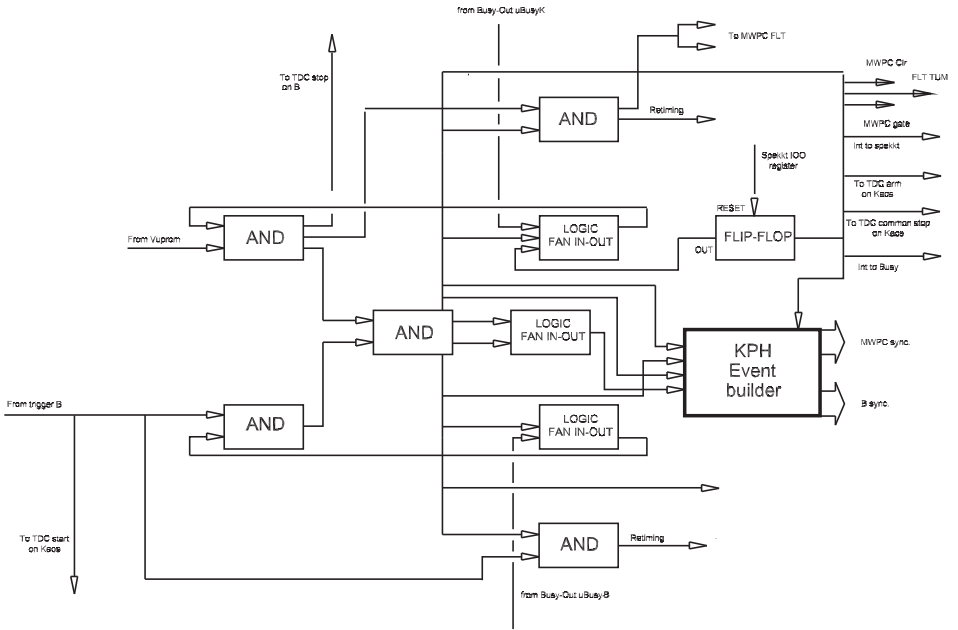 from Busy-Out uBusyK
To MWPC FLT
MWPC Clr
FLT TUM
To TDC stop
on B
AND
Retiming
MWPC gate
Int to spekkt
Spekkt IOO
register
To TDC arm
on Kaos
RESET
From Vuprom
AND
LOGIC
FAN IN-OUT
FLIP-FLOP
OUT
To TDC common stop
on Kaos
Int to Busy
AND
LOGIC
FAN IN-OUT
KPH
Event
builder
MWPC sync.
B sync.
From trigger B
AND
LOGIC
FAN IN-OUT
To TDC start
on Kaos
AND
Retiming
from Busy-Out uBusy-B